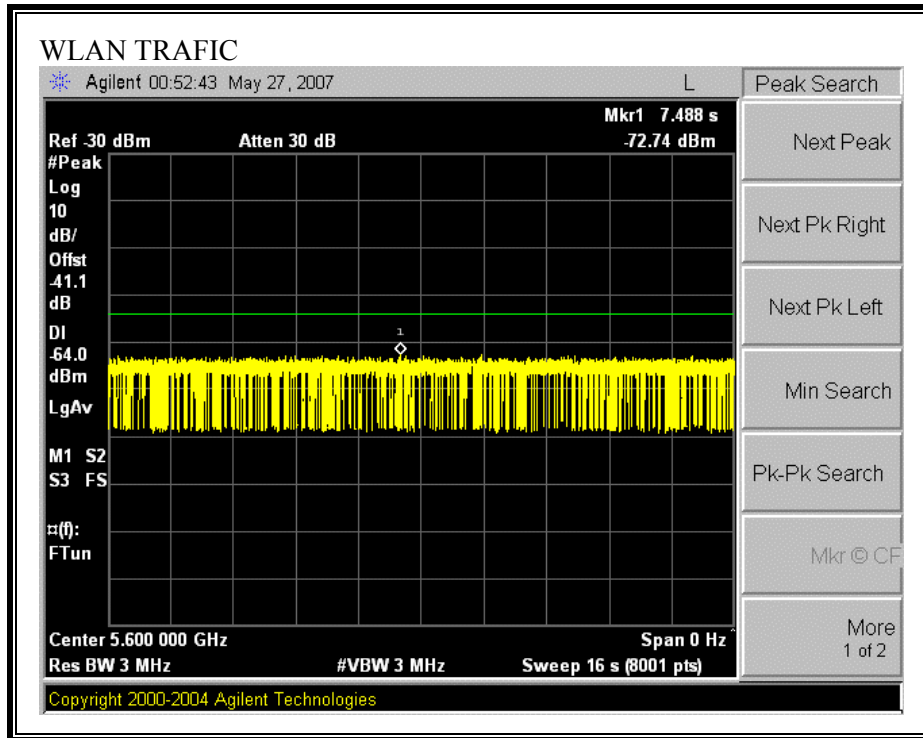 WLAN TRAFIC
Agilent 00:52:43 May 27, 2007 L
Peak Search
Mkr1 7.488 s
Ref -30 dBm Atten 30 dB -72.74 dBm
#Peak
Log
10
dB/
Offst
-41.1
dB
DI
-64.0
dBm
LgAv
1
M1 S2
S3 FS
¤(f):
FTun
Center 5.600 000 GHz Span 0 Hz^
Res BW 3 MHz #VBW 3 MHz Sweep 16 s (8001 pts)
Copyright 2000-2004 Agilent Technologies
Next Peak
Next Pk Right
Next Pk Left
Min Search
Pk-Pk Search
Mkr © CF
More
1 of 2